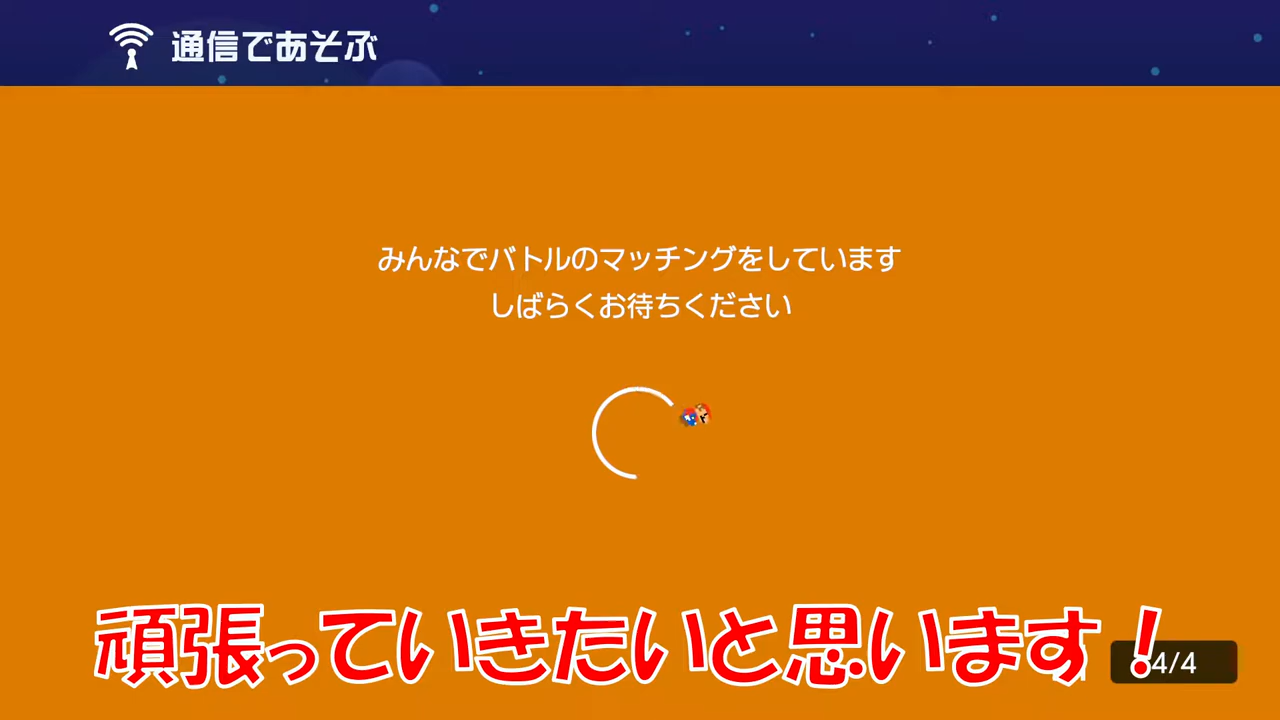 通信であそぶ
みんなでバトルのマッチングをしています
しばらくお待ちください
頑張っていきたいと思います！
4/4